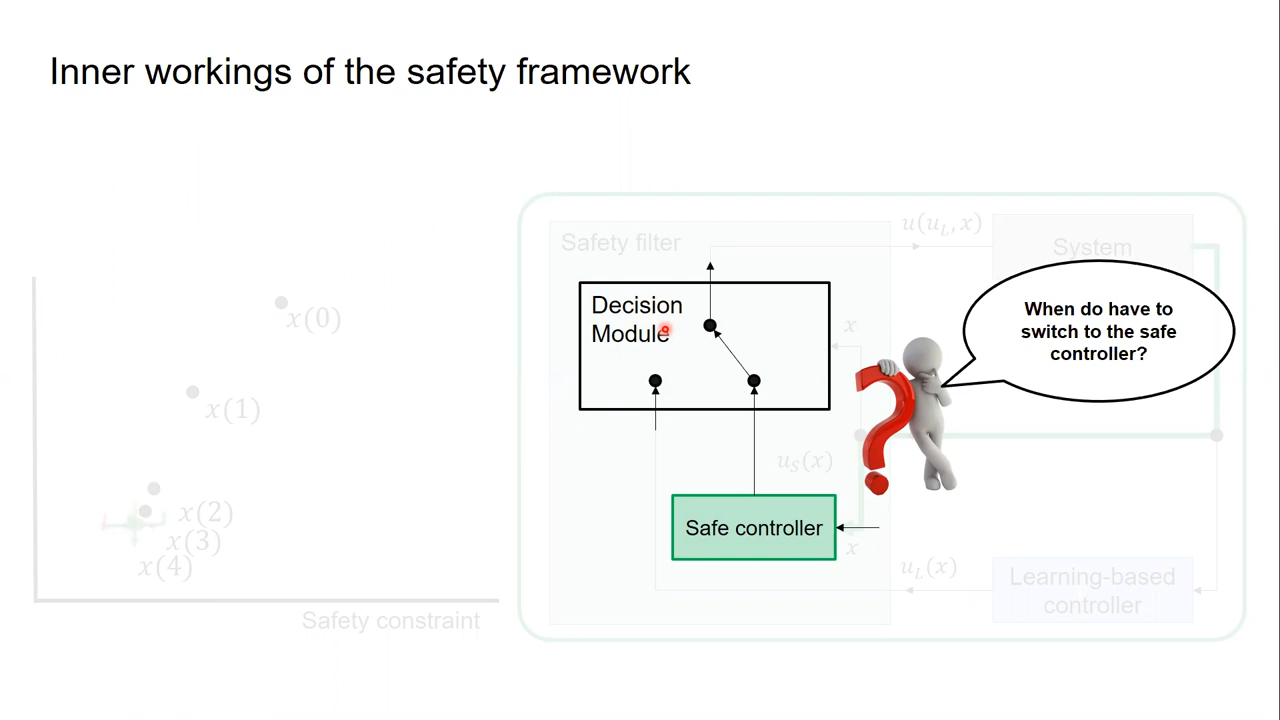 Inner workings of the safety framework
x(0)
x(1)
x(2)
x(3)
x(4)
Safety constraint
Safety filter
u(u_L, x)
System
Decision
Module
x
When do have to
switch to the safe
controller?
u_S(x)
Safe controller
x
u_L(x)
Learning-based
controller